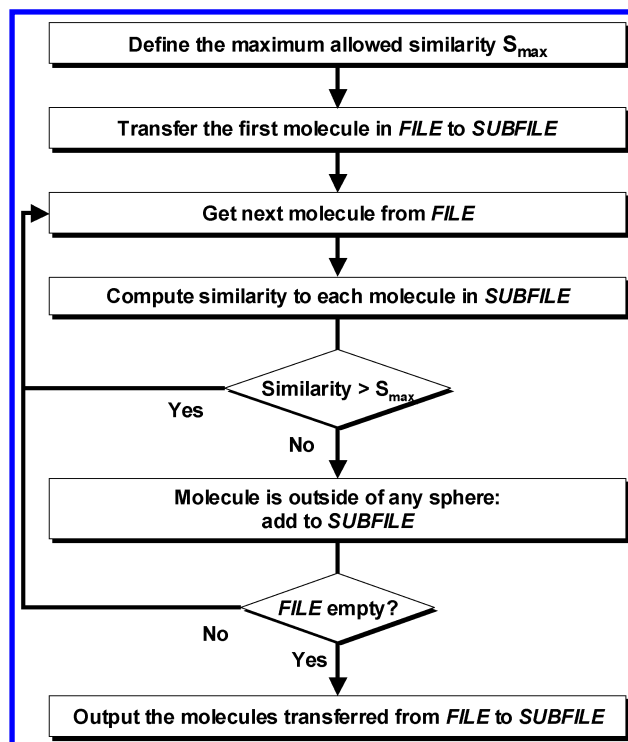 Define the maximum allowed similarity Smax
Transfer the first molecule in FILE to SUBFILE
Get next molecule from FILE
Compute similarity to each molecule in SUBFILE
Similarity > Smax
Yes
No
Molecule is outside of any sphere:
add to SUBFILE
FILE empty?
No
Yes
Output the molecules transferred from FILE to SUBFILE